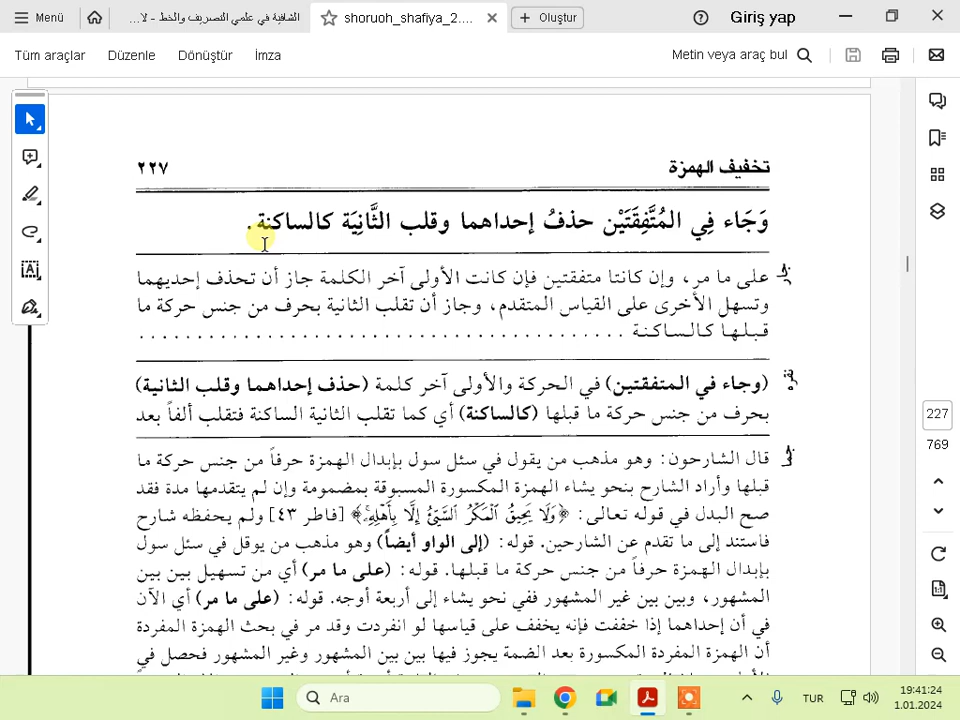 Menü
الشافية في علمي التصريف والخط - لا...
shoruoh_shafiya_2....
Oluştur
Giriş yap
Tüm araçlar
Düzenle
Dönüştür
İmza
Metin veya araç bul
تخفيف الهمزة
٢٢٧
وَجَاء فِي المُتَّفِقَتَيْن حذفُ إحداهما وقلب الثَّانِيَة كالساكنة.
على ما مر، وإن كانتا متفقتين فإن كانت الأولى آخر الكلمة جاز أن تحذف إحديهما
وتسهل الأخرى على القياس المتقدم، وجاز أن تقلب الثانية بحرف من جنس حركة ما
قبلها كالساكنة . . . . . . . . . . . . . . . . . . . . . . . . . . . . . . . . . . . . .
نقره
(وجاء في المتفقتين) في الحركة والأولى آخر كلمة (حذف إحداهما وقلب الثانية)
بحرف من جنس حركة ما قبلها (كالساكنة) أي كما تقلب الثانية الساكنة فتقلب ألفاً بعد
قال الشارحون: وهو مذهب من يقول في سئل سول بإبدال الهمزة حرفاً من جنس حركة ما
قبلها وأراد الشارح بنحو يشاء الهمزة المكسورة المسبوقة بمضمومة وإن لم يتقدمها مدة فقد
صح البدل في قوله تعالى: ﴿وَلَا يَحِيقُ الْمَكْرُ السَّيِّئُ إِلَّا بِأَهْلِهِ﴾ [فاطر ٤٣] ولم يحفظه شارح
فاستند إلى ما تقدم عن الشارحين. قوله: (إلى الواو أيضاً) وهو مذهب من يوقل في سئل سول
بإبدال الهمزة حرفاً من جنس حركة ما قبلها. قوله: (على ما مر) أي من تسهيل بين بين
المشهور، وبين بين غير المشهور ففي نحو يشاء إلى أربعة أوجه. قوله: (على ما مر) أي الآن
في أن إحداهما إذا خففت فإنه يخفف على قياسها لو انفردت وقد مر في بحث الهمزة المفردة
أن الهمزة المفردة المكسورة بعد الضمة يجوز فيها بين بين المشهور وغير المشهور فحصل في
227
769
Ara
TUR
19:41:24
1.01.2024